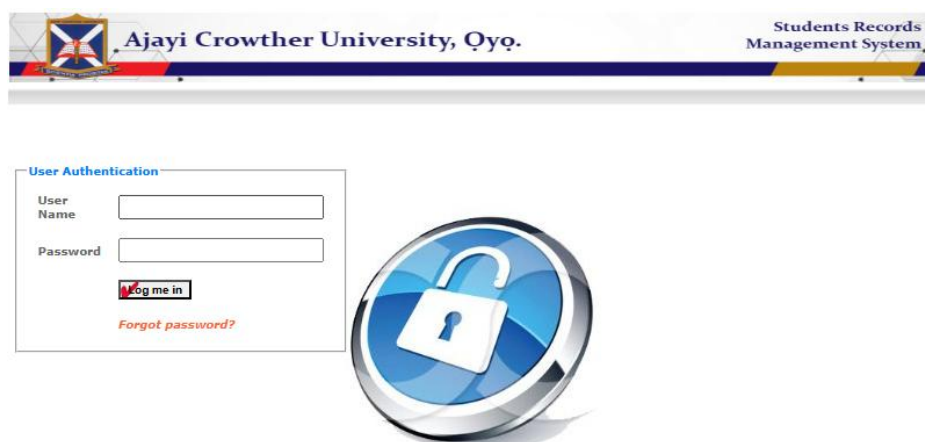 Ajayi Crowther University, Ọyọ.
Students Records
Management System
User Authentication
User
Name
Password
Log me in
Forgot password?